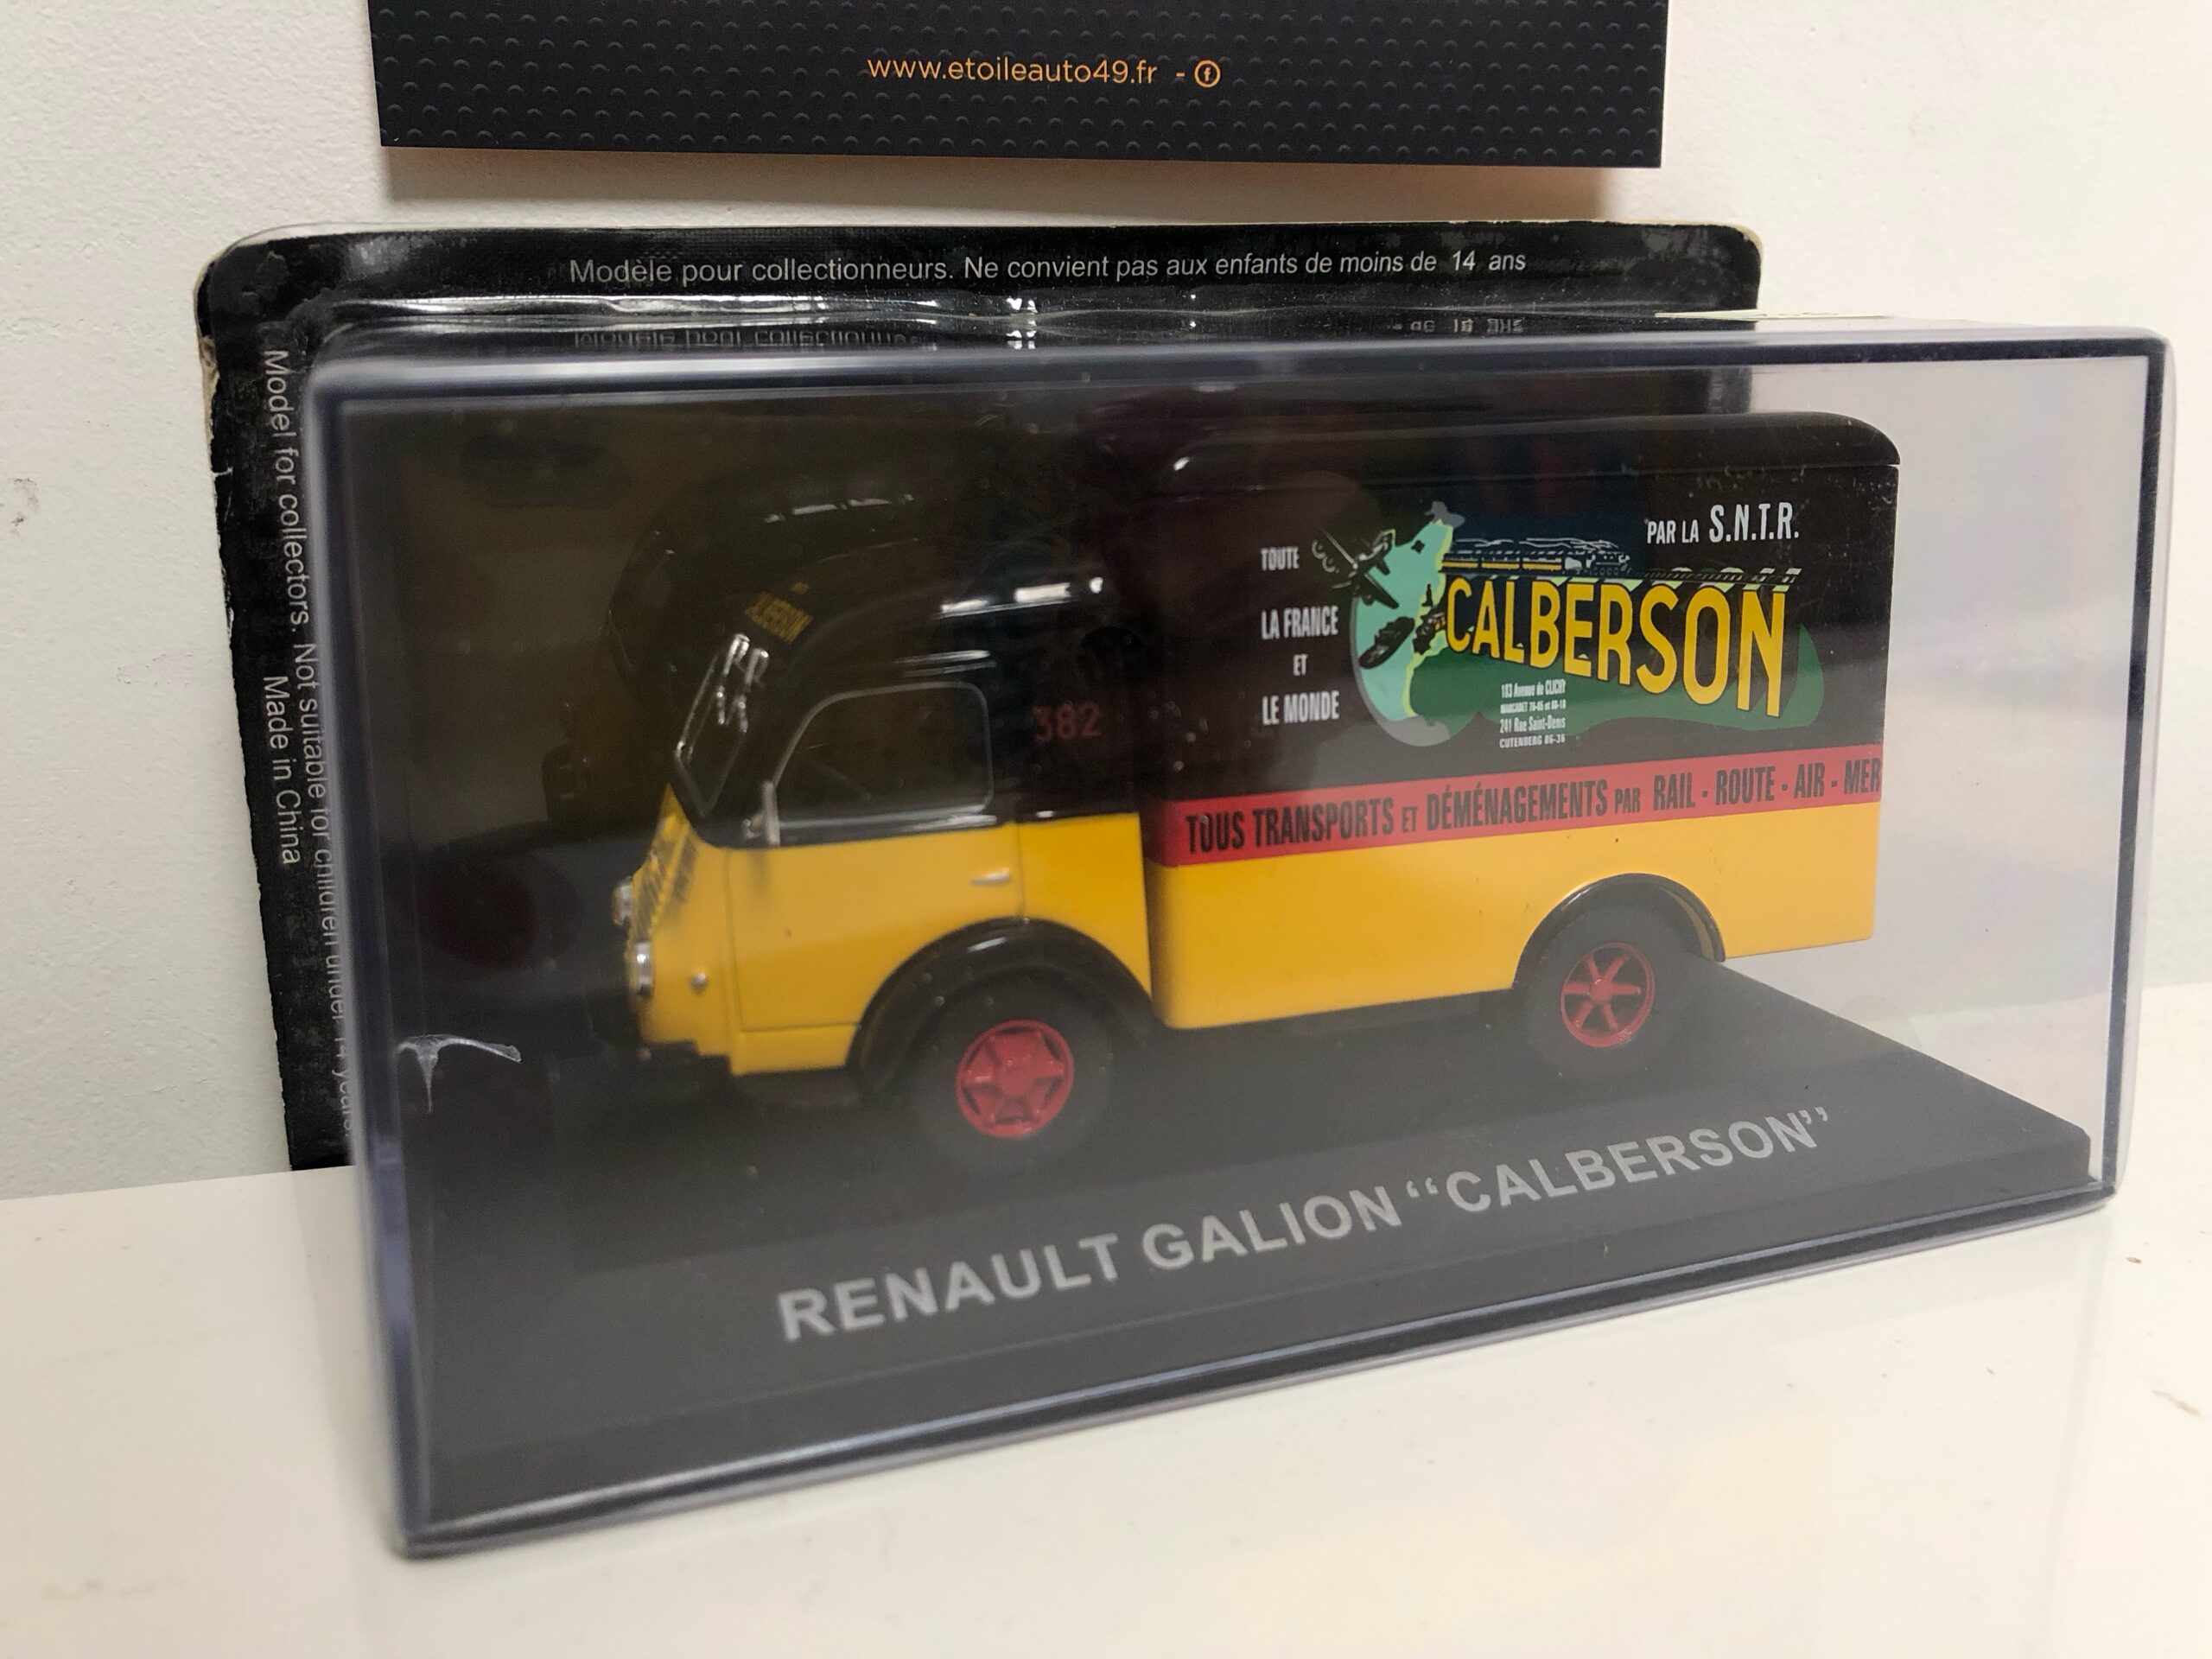 www.etoileauto49.fr -
Modèle pour collectionneurs. Ne convient pas aux enfants de moins de 14 ans
Model for collectors. Not suitable for children under 14 years.
Made in China
PAR LA S.N.T.R.
TOUTE
LA FRANCE
ET
LE MONDE
CALBERSON
183 Avenue de CLICHY
241 Rue Saint-Denis
CALBERSON
382
TOUS TRANSPORTS ET DÉMÉNAGEMENTS PAR RAIL - ROUTE - AIR - MER
RENAULT GALION "CALBERSON"